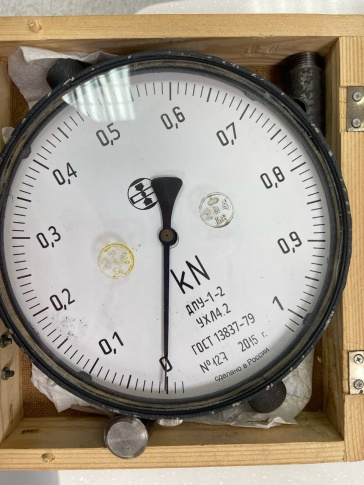 0
0,1
0,2
0,3
0,4
0,5
0,6
0,7
0,8
0,9
1
kN
ДПУ-1-2
УХЛ4.2
ГОСТ 13837-79
№ 127 2015 г.
сделано в России